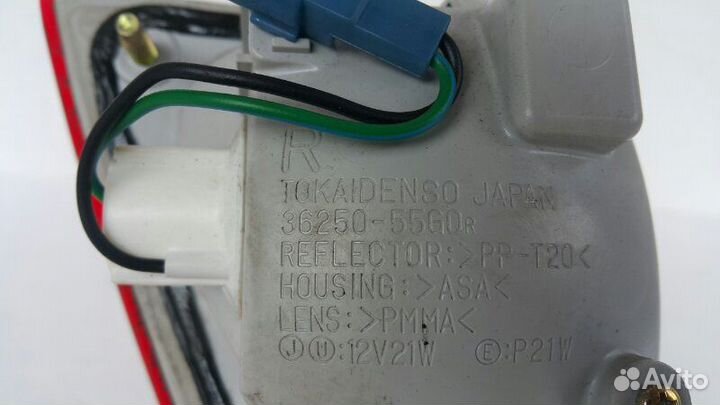 R
TOKAIDENSO JAPAN
36250-55G0R
REFLECTOR:>PP-T20<
HOUSING:>ASA<
LENS:>PMMA<
Ⓙ Ⓤ:12V21W Ⓔ:P21W
Avito